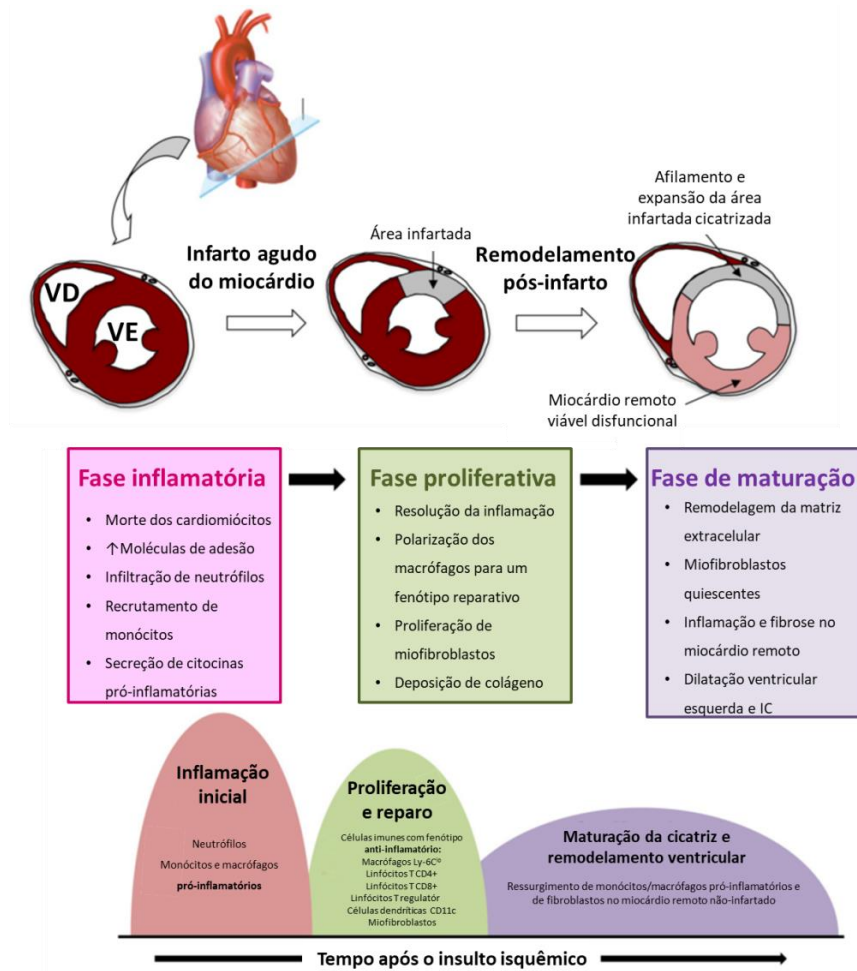 Afilamento e
expansão da área
infartada cicatrizada
Infarto agudo
do miocárdio
Área infartada
Remodelamento
pós-infarto
VD
VE
Miocárdio remoto
viável disfuncional
Fase inflamatória
• Morte dos cardiomiócitos
• ↑Moléculas de adesão
• Infiltração de neutrófilos
• Recrutamento de
monócitos
• Secreção de citocinas
pró-inflamatórias
Fase proliferativa
• Resolução da inflamação
• Polarização dos
macrófagos para um
fenótipo reparativo
• Proliferação de
miofibroblastos
• Deposição de colágeno
Fase de maturação
• Remodelagem da matriz
extracelular
• Miofibroblastos
quiescentes
• Inflamação e fibrose no
miocárdio remoto
• Dilatação ventricular
esquerda e IC
Inflamação
inicial
Neutrófilos
Monócitos e macrófagos
pró-inflamatórios
Proliferação
e reparo
Células imunes com fenótipo
anti-inflamatório:
Macrófagos Ly-6Cˡᵒ
Linfócitos T CD4+
Linfócitos T CD8+
Linfócitos T regulatór
Células dendríticas CD11c
Miofibroblastos
Maturação da cicatriz e
remodelamento ventricular
Ressurgimento de monócitos/macrófagos pró-inflamatórios e
de fibroblastos no miocárdio remoto não-infartado
Tempo após o insulto isquêmico